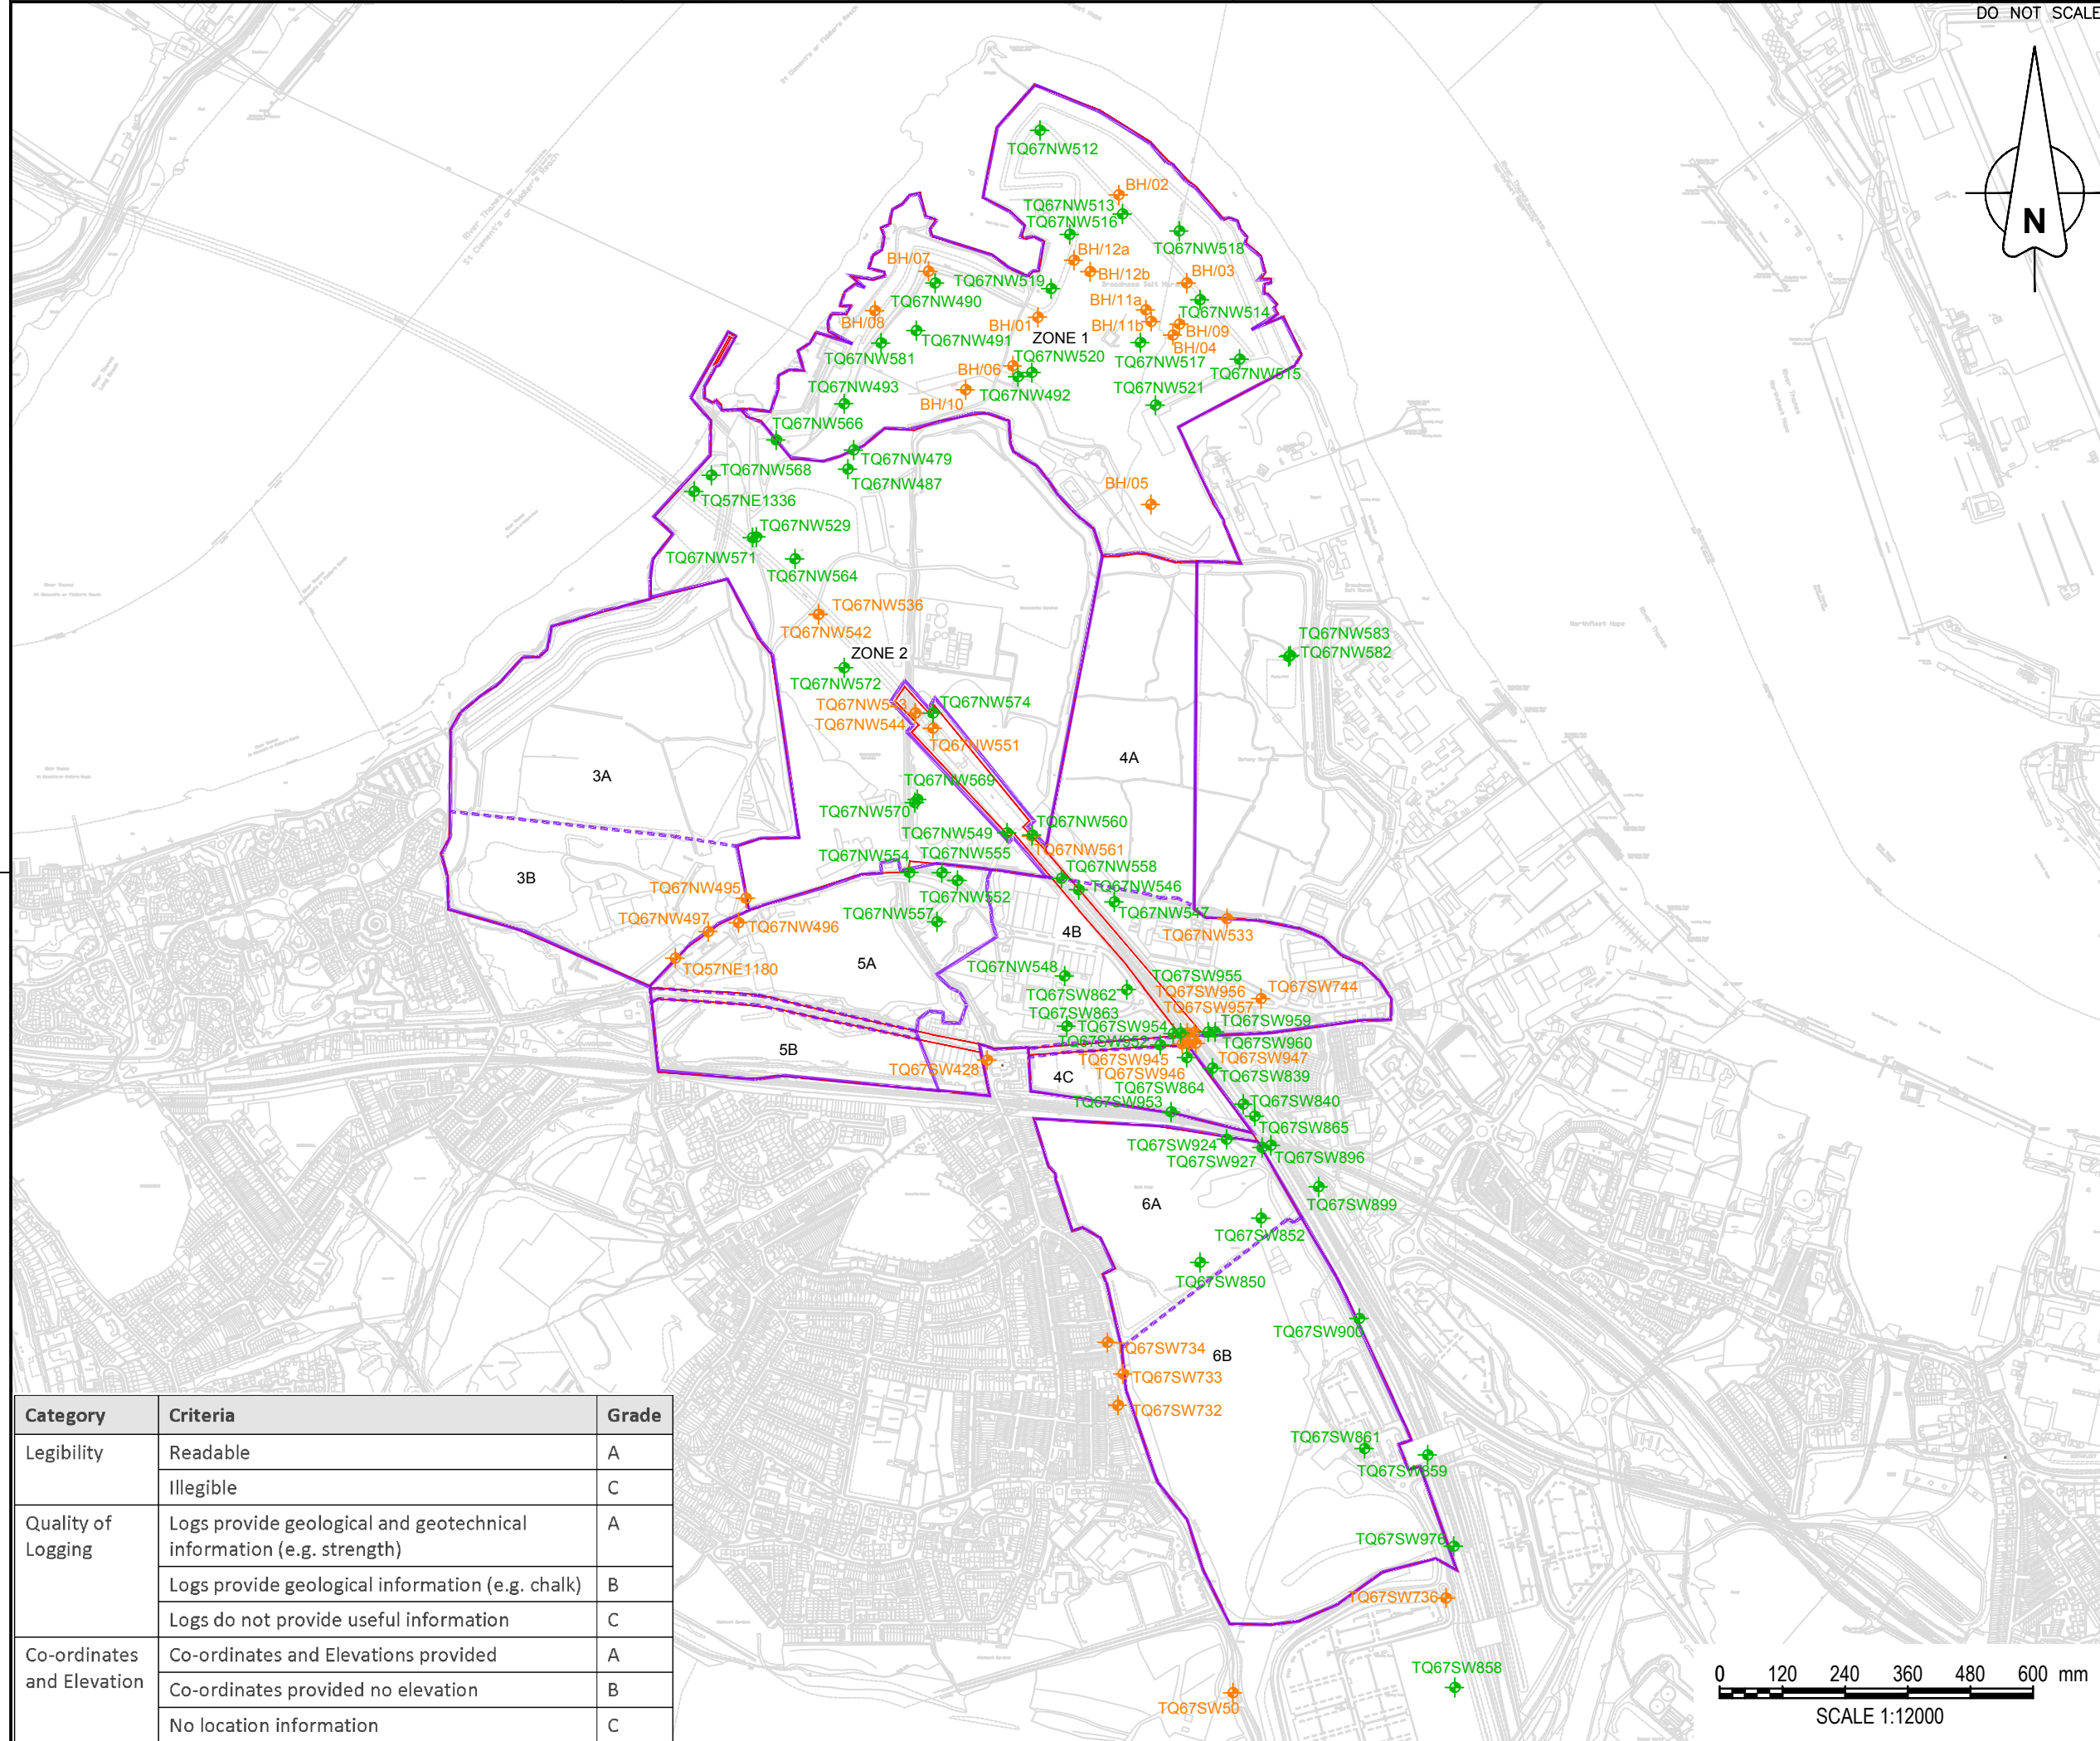 DO NOT SCALE
N
TQ67NW512
BH/02
TQ67NW513
TQ67NW516
TQ67NW518
BH/12a
BH/07
BH/12b
BH/03
TQ67NW519
TQ67NW490
BH/11a
TQ67NW514
BH/08
BH/01
BH/11b
BH/09
TQ67NW491
ZONE 1
BH/04
TQ67NW581
TQ67NW520
TQ67NW517
BH/06
TQ67NW515
TQ67NW493
TQ67NW492
TQ67NW521
BH/10
TQ67NW566
TQ67NW479
TQ67NW568
TQ67NW487
BH/05
TQ57NE1336
TQ67NW529
TQ67NW571
TQ67NW564
TQ67NW536
TQ67NW542
TQ67NW583
ZONE 2
TQ67NW582
TQ67NW572
TQ67NW574
TQ67NW543
TQ67NW544
TQ67NW551
4A
3A
TQ67NW569
TQ67NW570
TQ67NW560
TQ67NW549
TQ67NW561
TQ67NW554
TQ67NW555
TQ67NW558
3B
TQ67NW495
TQ67NW546
TQ67NW552
TQ67NW557
TQ67NW547
TQ67NW497
TQ67NW496
4B
TQ67NW533
5A
TQ57NE1180
TQ67NW548
TQ67SW955
TQ67SW862
TQ67SW956
TQ67SW744
TQ67SW957
TQ67SW863
TQ67SW954
TQ67SW959
TQ67SW952
TQ67SW960
5B
TQ67SW428
TQ67SW945
TQ67SW947
4C
TQ67SW946
TQ67SW839
TQ67SW864
TQ67SW953
TQ67SW840
TQ67SW865
TQ67SW924
TQ67SW927
TQ67SW896
6A
TQ67SW899
TQ67SW852
TQ67SW850
TQ67SW900
Q67SW734
6B
TQ67SW733
TQ67SW732
TQ67SW861
TQ67SW859
TQ67SW976
TQ67SW736
TQ67SW858
TQ67SW50
Category Criteria Grade
Legibility Readable A
Illegible C
Quality of Logging Logs provide geological and geotechnical information (e.g. strength) A
Logs provide geological information (e.g. chalk) B
Logs do not provide useful information C
Co-ordinates and Elevation Co-ordinates and Elevations provided A
Co-ordinates provided no elevation B
No location information C
0 120 240 360 480 600 mm
SCALE 1:12000